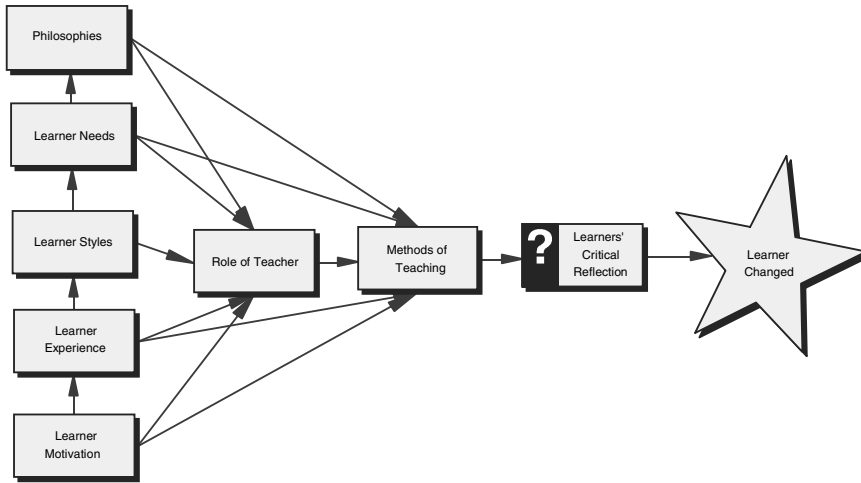 Philosophies
Learner Needs
Learner Styles
Learner
Experience
Learner
Motivation
Role of Teacher
Methods of
Teaching
?
Learners'
Critical
Reflection
Learner
Changed